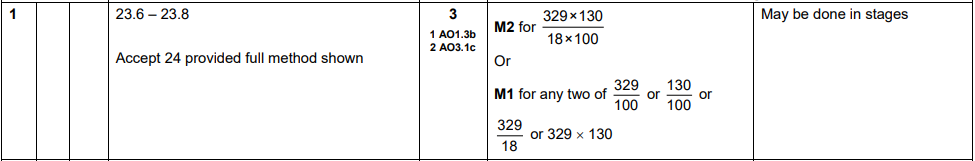 1 23.6 – 23.8 3 M2 for 329×130 / 18×100 May be done in stages
1 AO1.3b
2 AO3.1c
Accept 24 provided full method shown Or
M1 for any two of 329/100 or 130/100 or
329/18 or 329 × 130